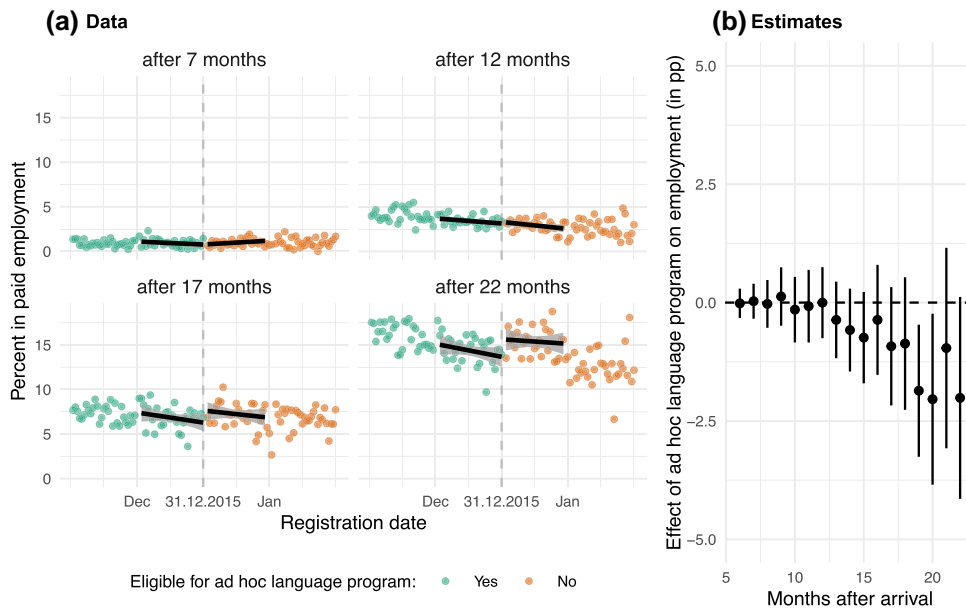 (a) Data
after 7 months
after 12 months
15
10
5
0
after 17 months
after 22 months
15
10
5
0
Percent in paid employment
Dec 31.12.2015 Jan
Dec 31.12.2015 Jan
Registration date
Eligible for ad hoc language program: Yes No
(b) Estimates
Effect of ad hoc language program on employment (in pp)
5.0
2.5
0.0
−2.5
−5.0
5 10 15 20
Months after arrival